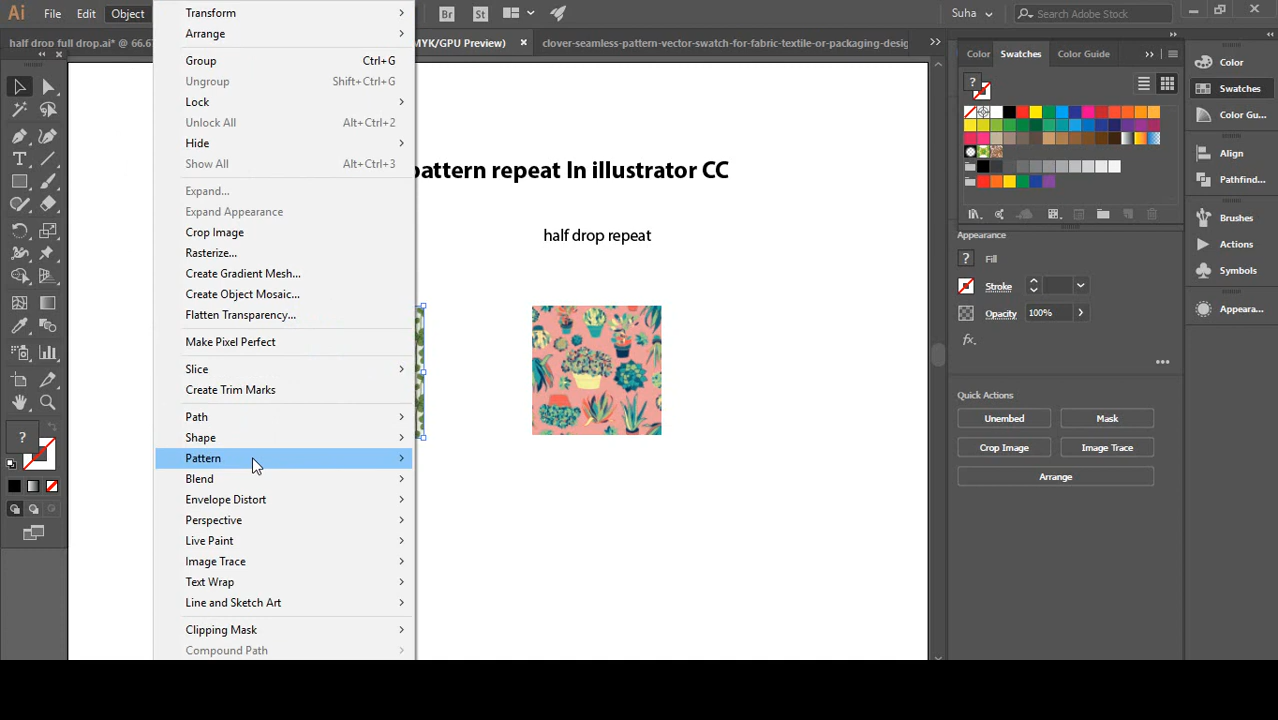 Ai File Edit Object Br St Suha Search Adobe Stock
half drop full drop.ai* @ 66.6
MYK/GPU Preview)
clover-seamless-pattern-vector-swatch-for-fabric-textile-or-packaging-desig
Transform
Arrange
Group Ctrl+G
Ungroup Shift+Ctrl+G
Lock
Unlock All Alt+Ctrl+2
Hide
Show All Alt+Ctrl+3
Expand...
Expand Appearance
Crop Image
Rasterize...
Create Gradient Mesh...
Create Object Mosaic...
Flatten Transparency...
Make Pixel Perfect
Slice
Create Trim Marks
Path
Shape
Pattern
Blend
Envelope Distort
Perspective
Live Paint
Image Trace
Text Wrap
Line and Sketch Art
Clipping Mask
Compound Path
pattern repeat In illustrator CC
half drop repeat
Color Swatches Color Guide
?
Appearance
? Fill
Stroke
Opacity 100%
fx.
Quick Actions
Unembed Mask
Crop Image Image Trace
Arrange
Color
Swatches
Color Gu...
Align
Pathfin...
Brushes
Actions
Symbols
Appeara...
T
?